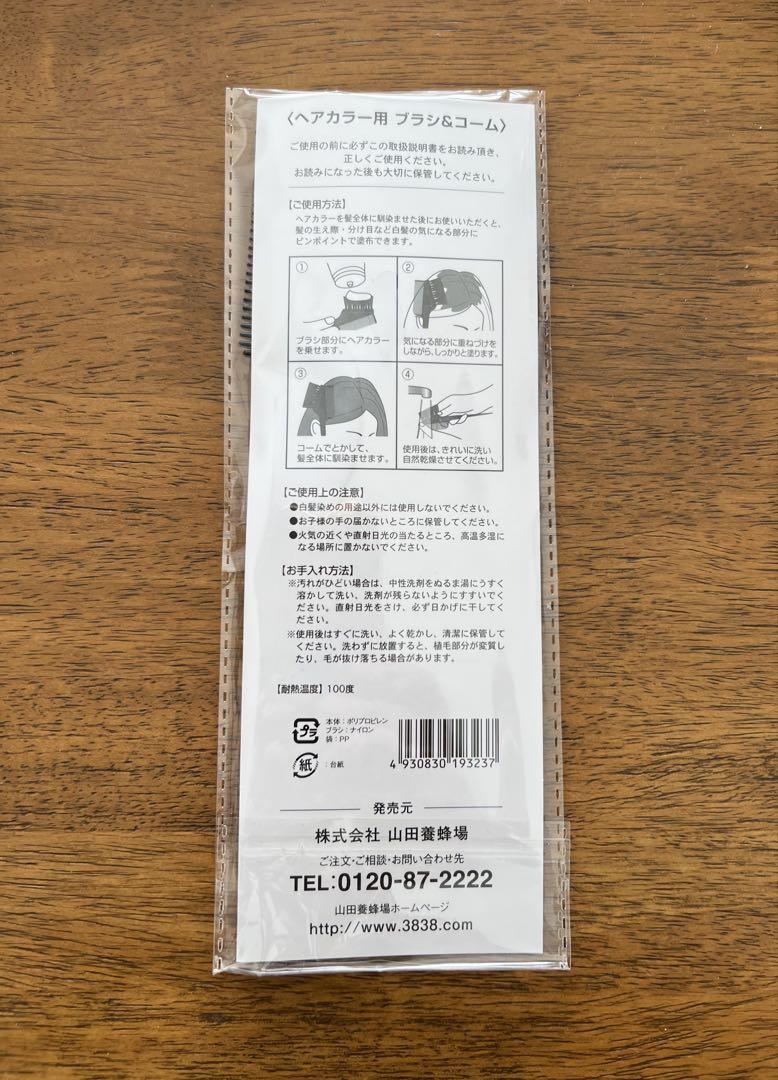 〈ヘアカラー用 ブラシ&コーム〉
ご使用の前に必ずこの取扱説明書をお読み頂き、
正しくご使用ください。
お読みになった後も大切に保管してください。
【ご使用方法】
ヘアカラーを髪全体に馴染ませた後にお使いいただくと、
髪の生え際・分け目など白髪の気になる部分に
ピンポイントで塗布できます。
①
ブラシ部分にヘアカラー
を乗せます。
②
気になる部分に重ねづけを
しながら、しっかりと塗ります。
③
コームでとかして、
髪全体に馴染ませます。
④
使用後は、きれいに洗い
自然乾燥させてください。
【ご使用上の注意】
●白髪染めの用途以外には使用しないでください。
●お子様の手の届かないところに保管してください。
●火気の近くや直射日光の当たるところ、高温多湿に
なる場所に置かないでください。
【お手入れ方法】
※汚れがひどい場合は、中性洗剤をぬるま湯にうすく
溶かして洗い、洗剤が残らないようにすすいでく
ださい。直射日光をさけ、必ず日かげに干してく
ださい。
※使用後はすぐに洗い、よく乾かし、清潔に保管して
ください。洗わずに放置すると、植毛部分が変質し
たり、毛が抜け落ちる場合があります。
【耐熱温度】100度
プラ
本体：ポリプロピレン
ブラシ：ナイロン
袋：PP
紙
：台紙
4 930830 193237
発売元
株式会社 山田養蜂場
ご注文・ご相談・お問い合わせ先
TEL:0120-87-2222
山田養蜂場ホームページ
http://www.3838.com